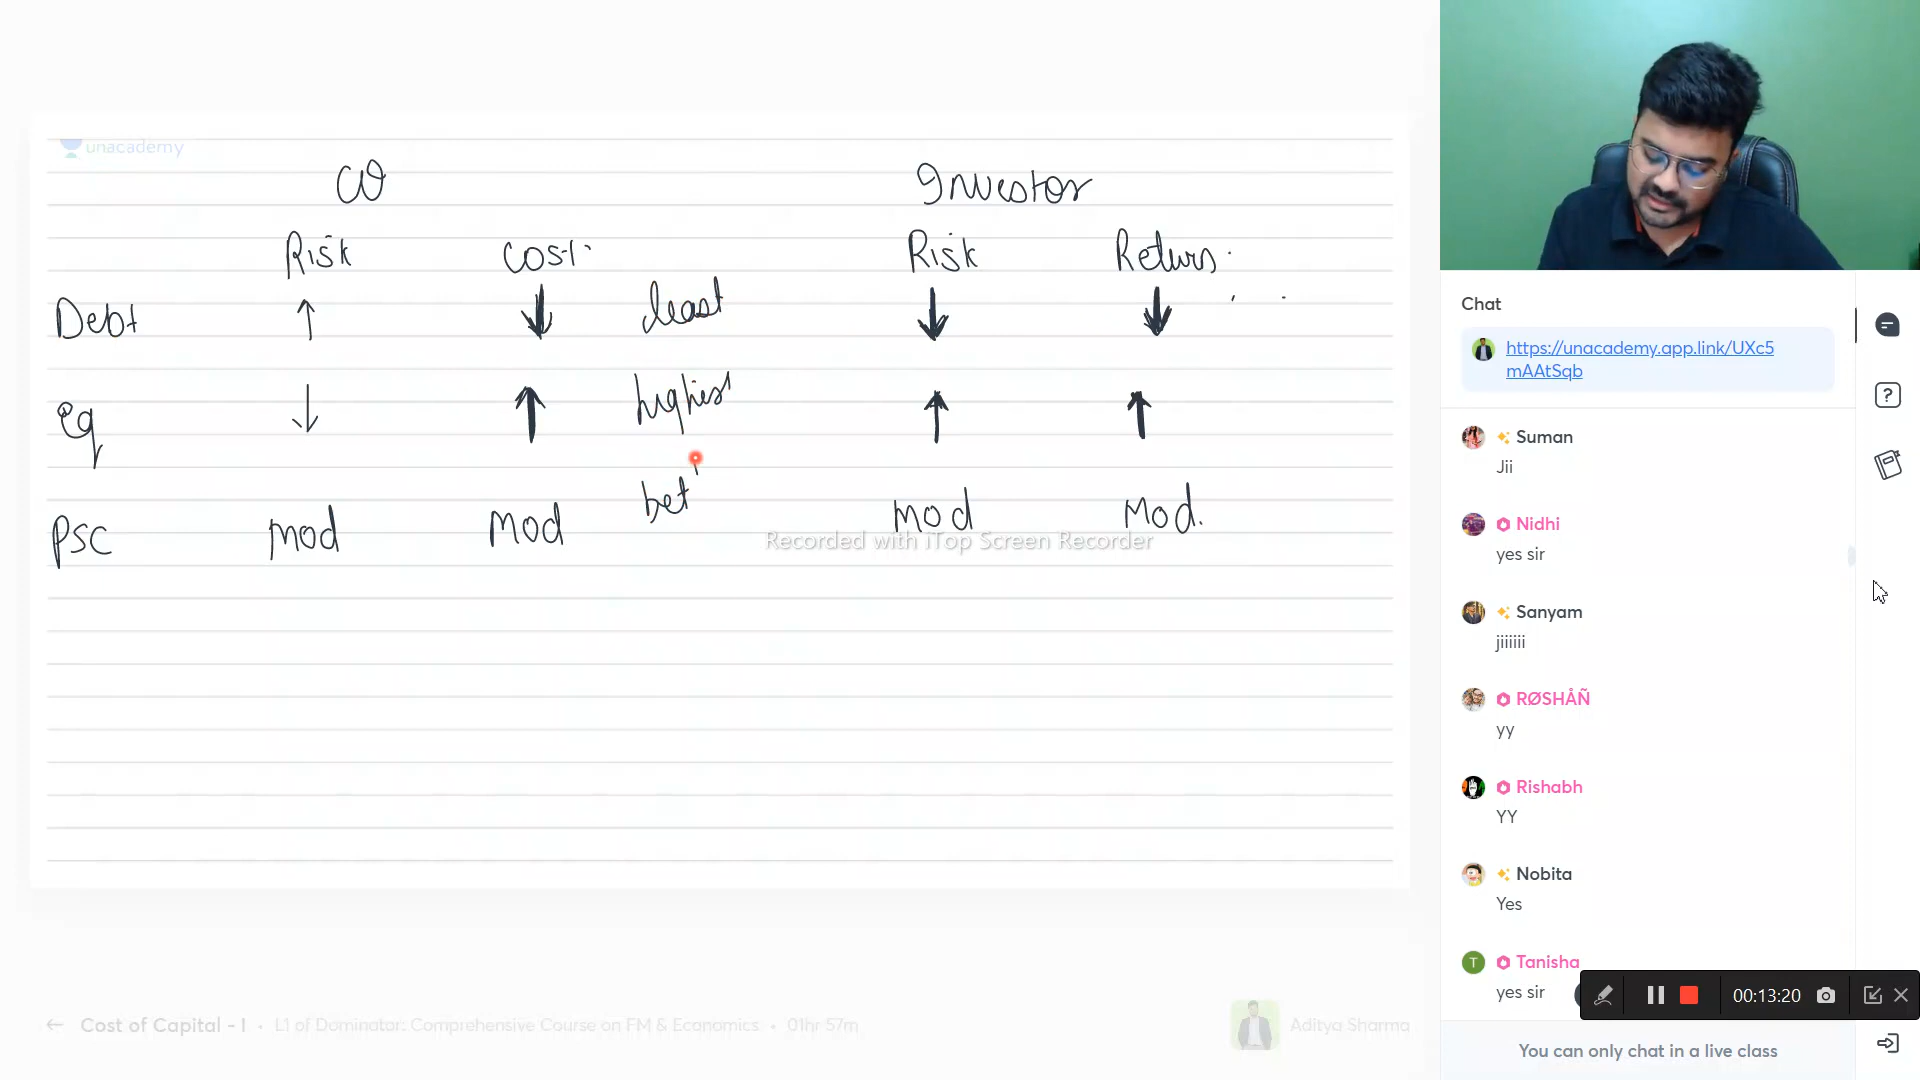 unacademy
CO
Investor
Risk
Cost
Risk
Return
Debt
↑
↓
least
↓
↓
Eq
↓
↑
highest
↑
↑
PSC
Mod
Mod
bet
Mod
Mod.
Recorded with iTop Screen Recorder
← Cost of Capital - I • L1 of Dominator: Comprehensive Course on FM & Economics • 01hr 57m
Aditya Sharma
Chat
https://unacademy.app.link/UXc5
mAAtSqb
Suman
Jii
Nidhi
yes sir
Sanyam
jiiiiiii
RØSHÅÑ
yy
Rishabh
YY
Nobita
Yes
T Tanisha
yes sir
00:13:20
You can only chat in a live class